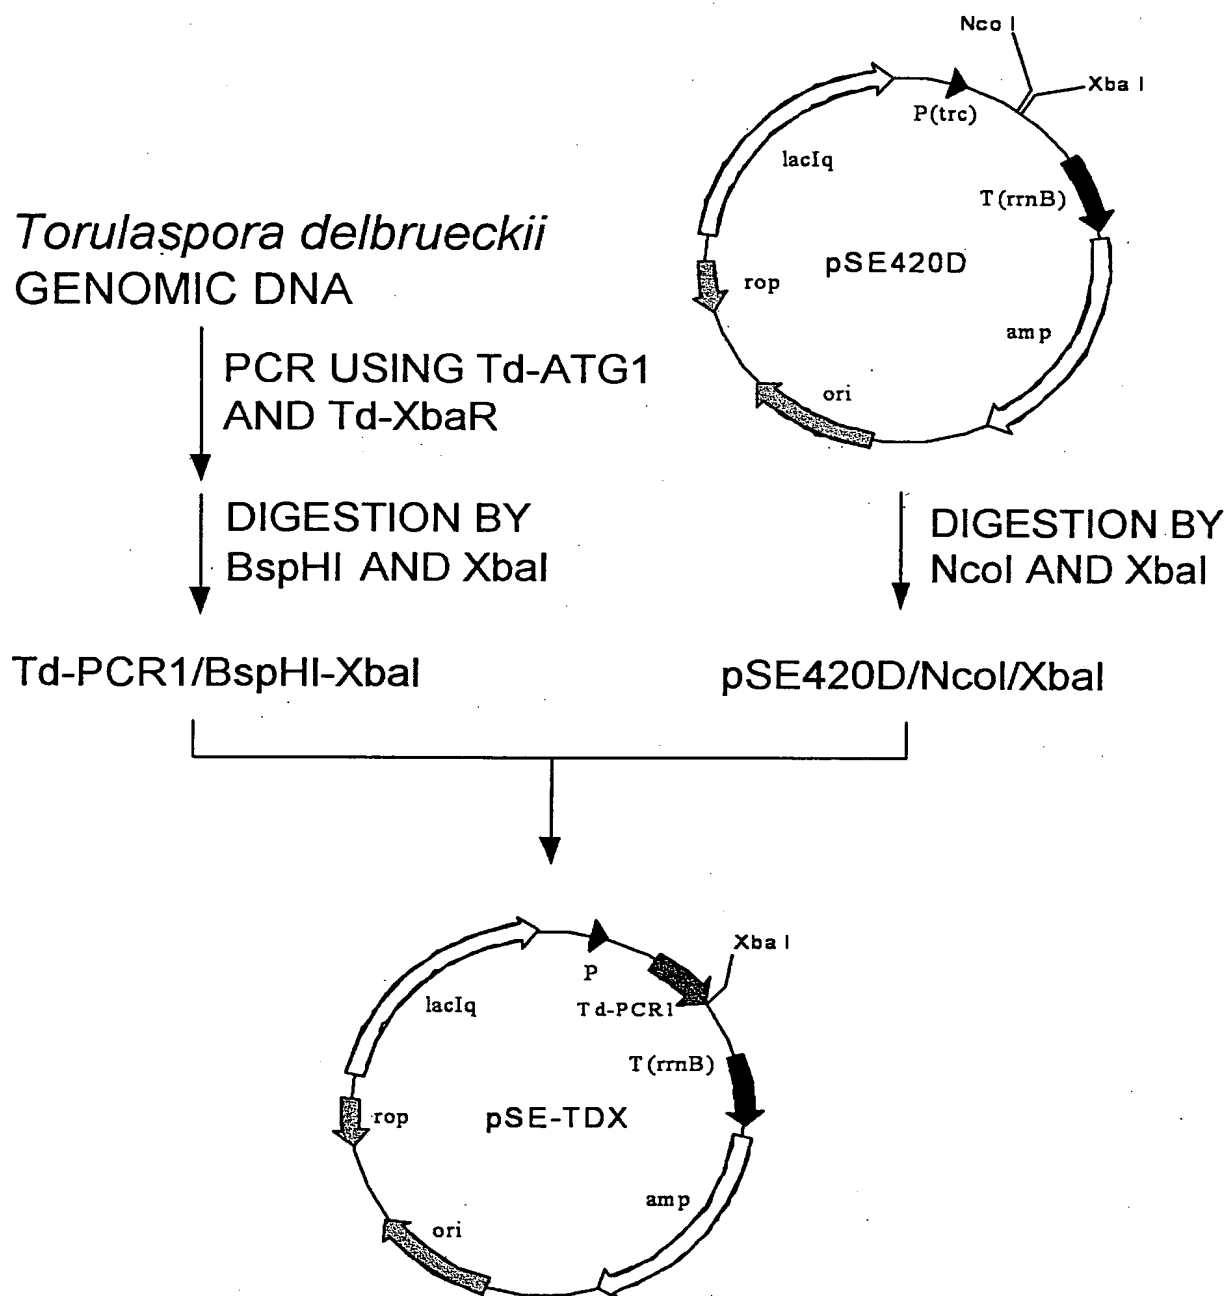 Nco I
Xba I
P(trc)
lacIq
T(rrnB)
pSE420D
rop
amp
ori
Torulaspora delbrueckii
GENOMIC DNA
PCR USING Td-ATG1
AND Td-XbaR
DIGESTION BY
BspHI AND XbaI
DIGESTION BY
NcoI AND XbaI
Td-PCR1/BspHI-XbaI
pSE420D/NcoI/XbaI
Xba I
P
lacIq
Td-PCR1
T(rrnB)
rop
pSE-TDX
amp
ori